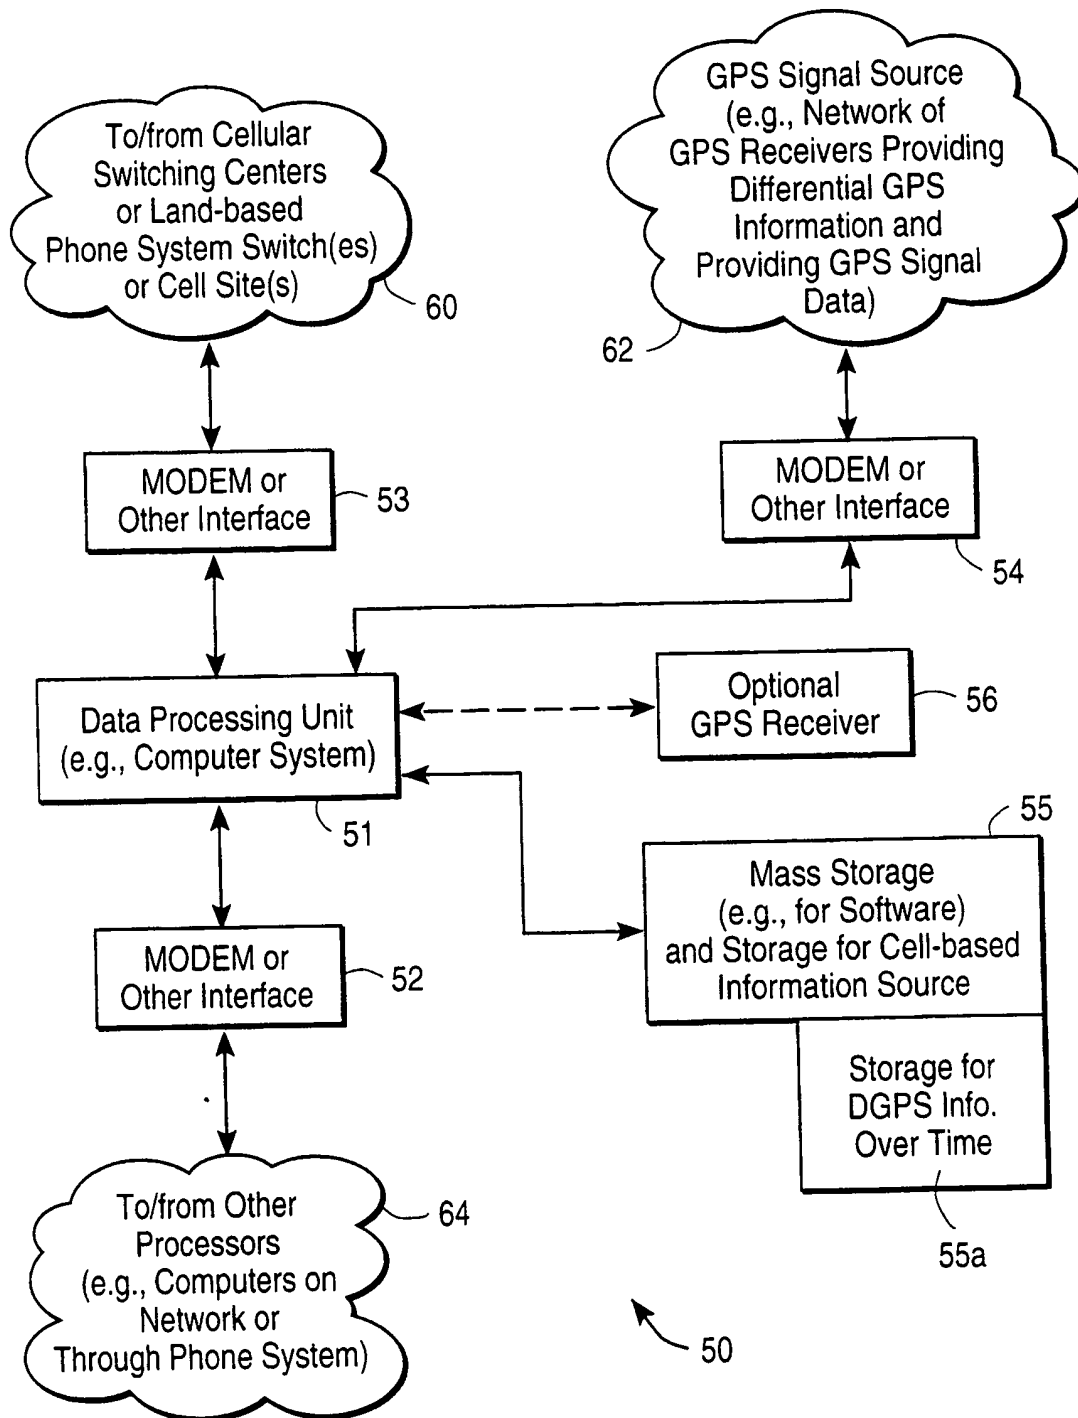 To/from Cellular
Switching Centers
or Land-based
Phone System Switch(es)
or Cell Site(s)
60
GPS Signal Source
(e.g., Network of
GPS Receivers Providing
Differential GPS
Information and
Providing GPS Signal
Data)
62
MODEM or
Other Interface
53
MODEM or
Other Interface
54
Data Processing Unit
(e.g., Computer System)
51
Optional
GPS Receiver
56
55
Mass Storage
(e.g., for Software)
and Storage for Cell-based
Information Source
MODEM or
Other Interface
52
Storage for
DGPS Info.
Over Time
55a
To/from Other
Processors
(e.g., Computers on
Network or
Through Phone System)
64
50